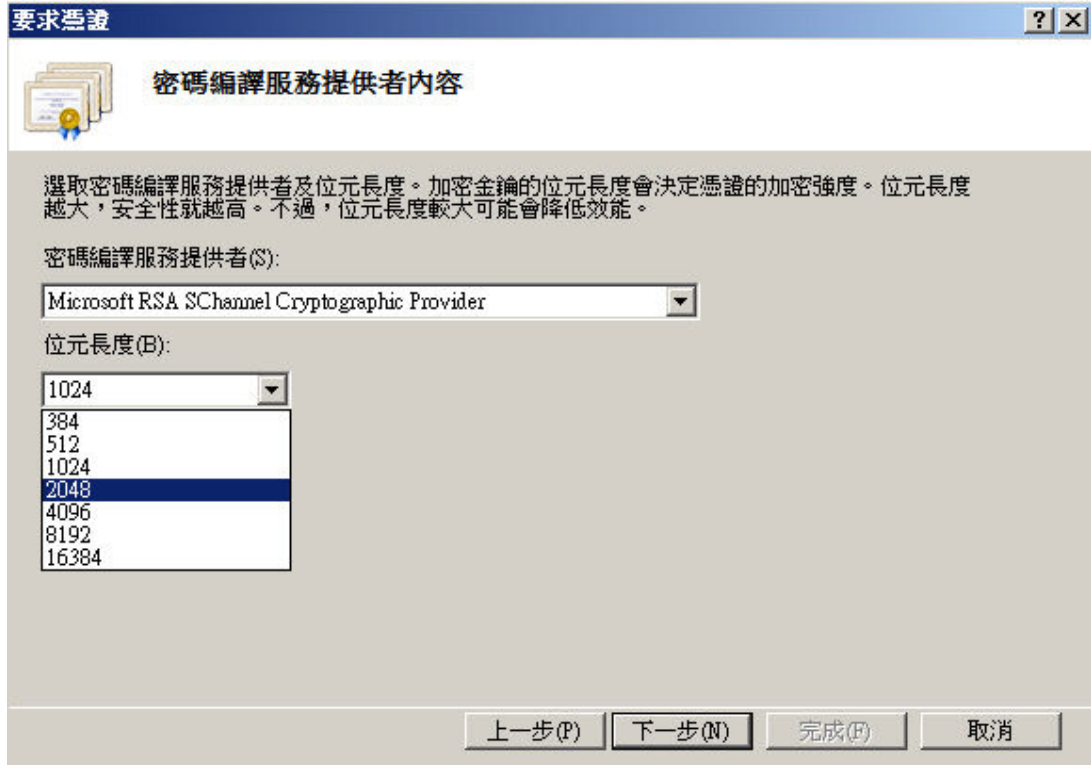 要求憑證
密碼編譯服務提供者內容
選取密碼編譯服務提供者及位元長度。加密金鑰的位元長度會決定憑證的加密強度。位元長度
越大，安全性就越高。不過，位元長度較大可能會降低效能。
密碼編譯服務提供者(S):
Microsoft RSA SChannel Cryptographic Provider
位元長度(B):
1024
384
512
1024
2048
4096
8192
16384
上一步(P) 下一步(N) 完成(F) 取消